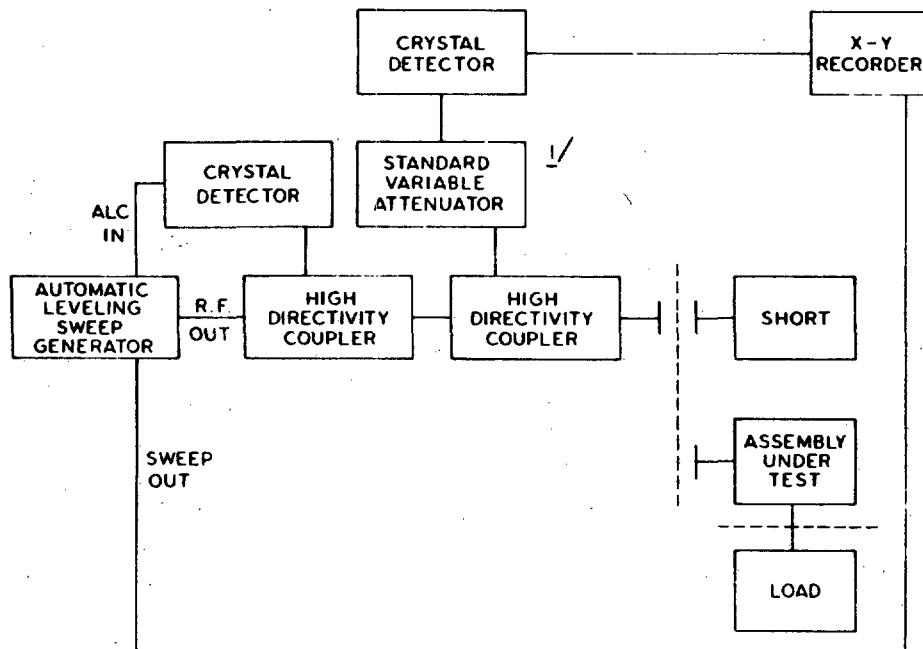 CRYSTAL
DETECTOR
X-Y
RECORDER
CRYSTAL
DETECTOR
STANDARD
VARIABLE
ATTENUATOR
1/
ALC
IN
AUTOMATIC
LEVELING
SWEEP
GENERATOR
R.F.
OUT
HIGH
DIRECTIVITY
COUPLER
HIGH
DIRECTIVITY
COUPLER
SHORT
SWEEP
OUT
ASSEMBLY
UNDER
TEST
LOAD